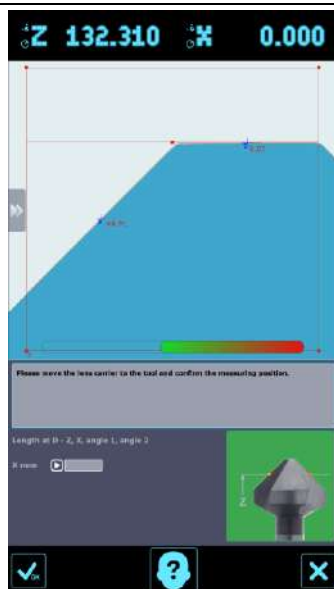 Z 132.310 X 0.000
Please move the lens carrier to the tool and confirm the measuring position.
Length at D - Z, X, angle 1, angle 2
X nom
Z
OK
?